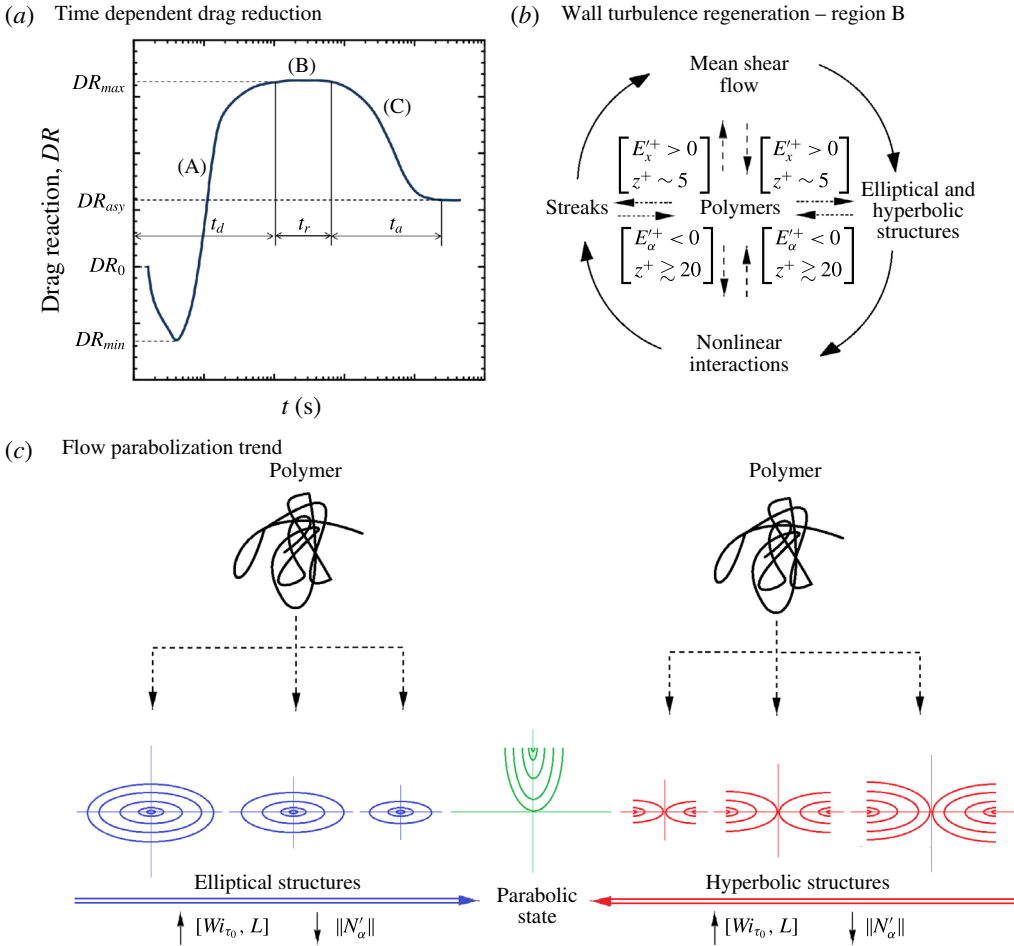 (a) Time dependent drag reduction
Drag reaction, DR
DR_max
DR_asy
DR_0
DR_min
(A)
(B)
(C)
t_d
t_r
t_a
t (s)
(b) Wall turbulence regeneration – region B
Mean shear
flow
[E′^+_x > 0
z^+ ∼ 5]
[E′^+_x > 0
z^+ ∼ 5]
Streaks
Polymers
Elliptical and
hyperbolic
structures
[E′^+_α < 0
z^+ ≳ 20]
[E′^+_α < 0
z^+ ≳ 20]
Nonlinear
interactions
(c) Flow parabolization trend
Polymer
Polymer
Elliptical structures
Parabolic
state
Hyperbolic structures
[Wi_τ0, L]
‖N′_α‖
[Wi_τ0, L]
‖N′_α‖